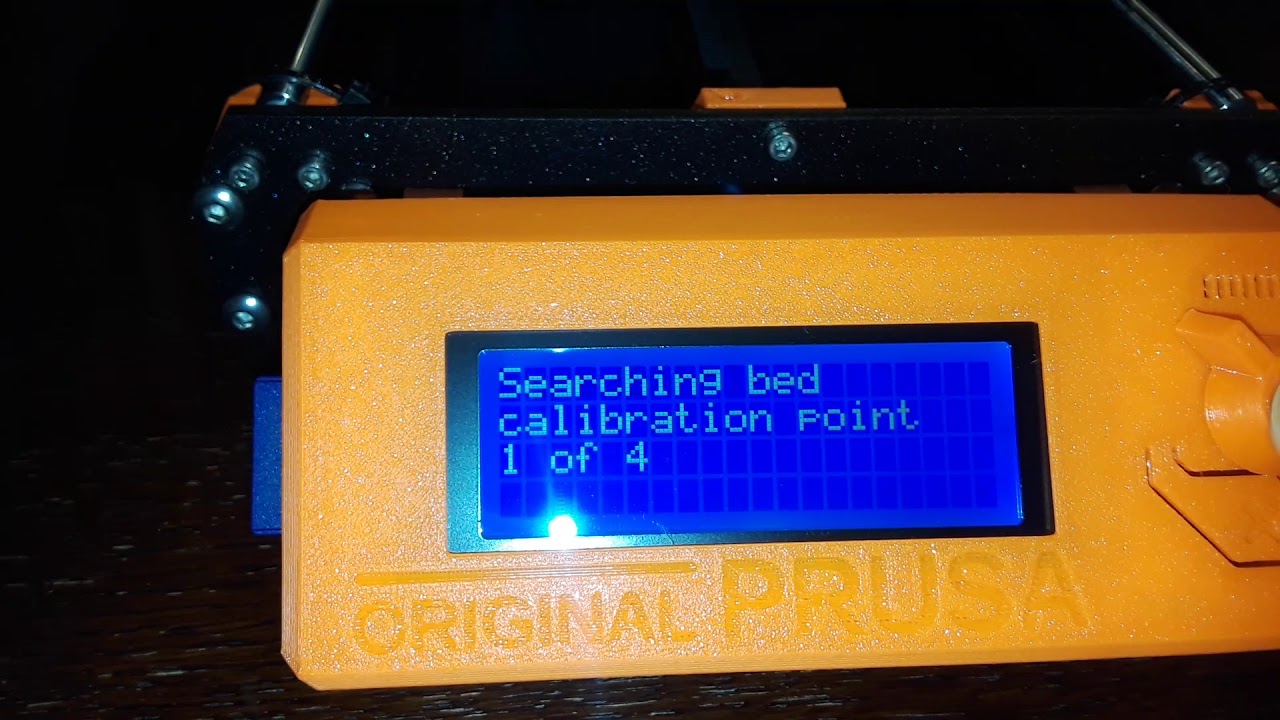 Searching bed
calibration point
1 of 4
ORIGINAL PRUSA